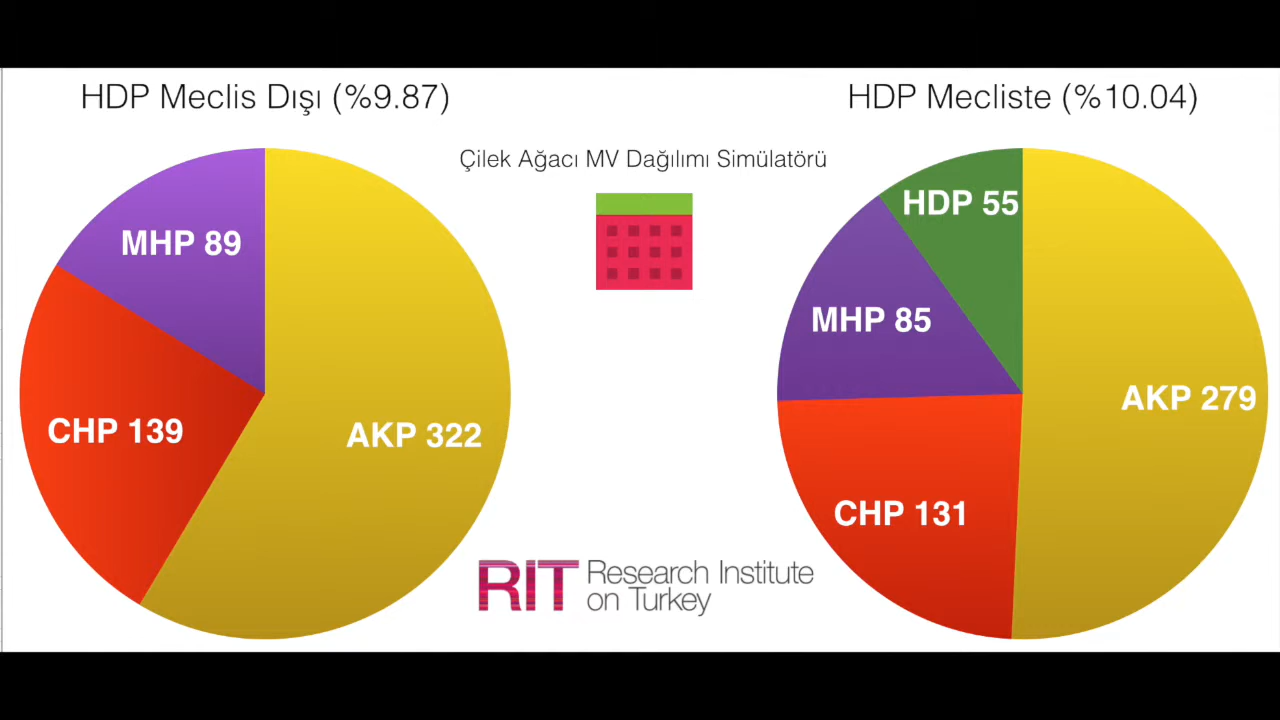 HDP Meclis Dışı (%9.87)
MHP 89
CHP 139
AKP 322
Çilek Ağacı MV Dağılımı Simülatörü
RIT Research Institute
on Turkey
HDP Mecliste (%10.04)
HDP 55
MHP 85
AKP 279
CHP 131